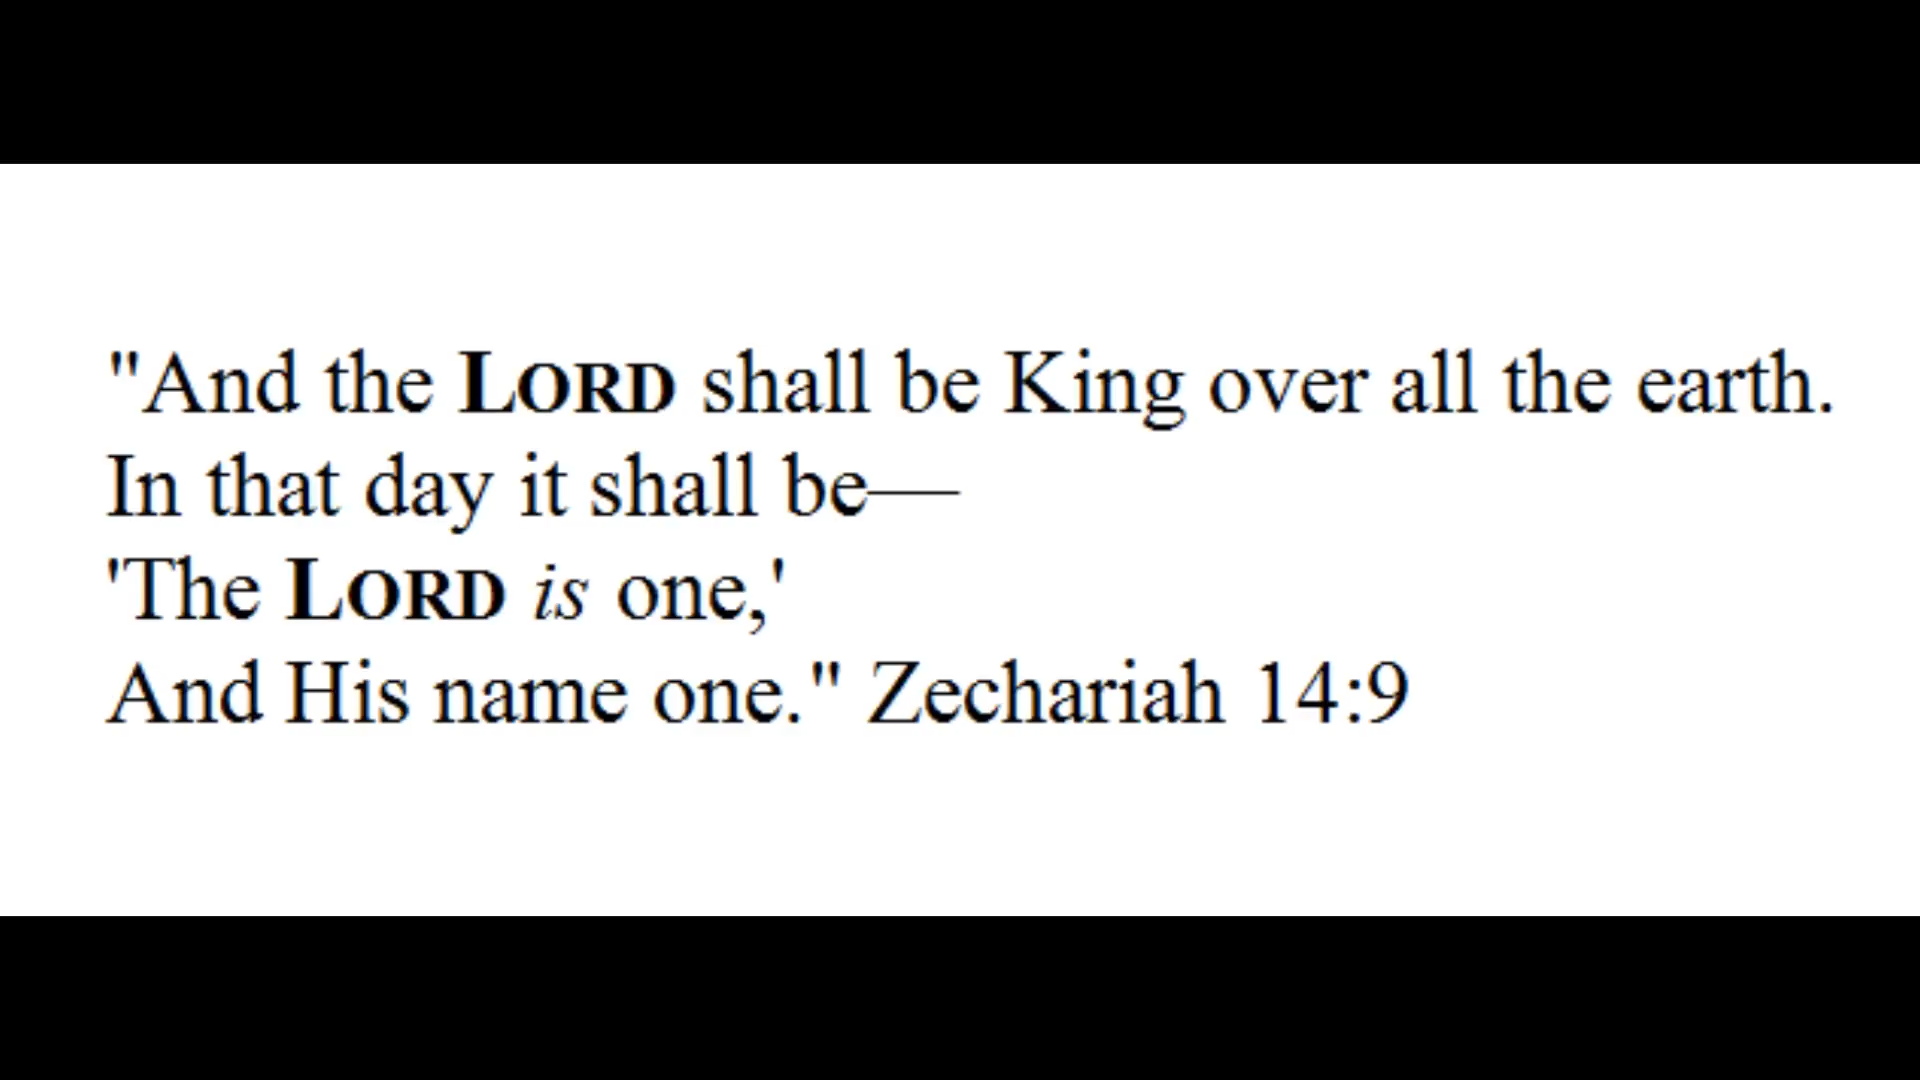 "And the LORD shall be King over all the earth.
In that day it shall be—
'The LORD is one,'
And His name one." Zechariah 14:9